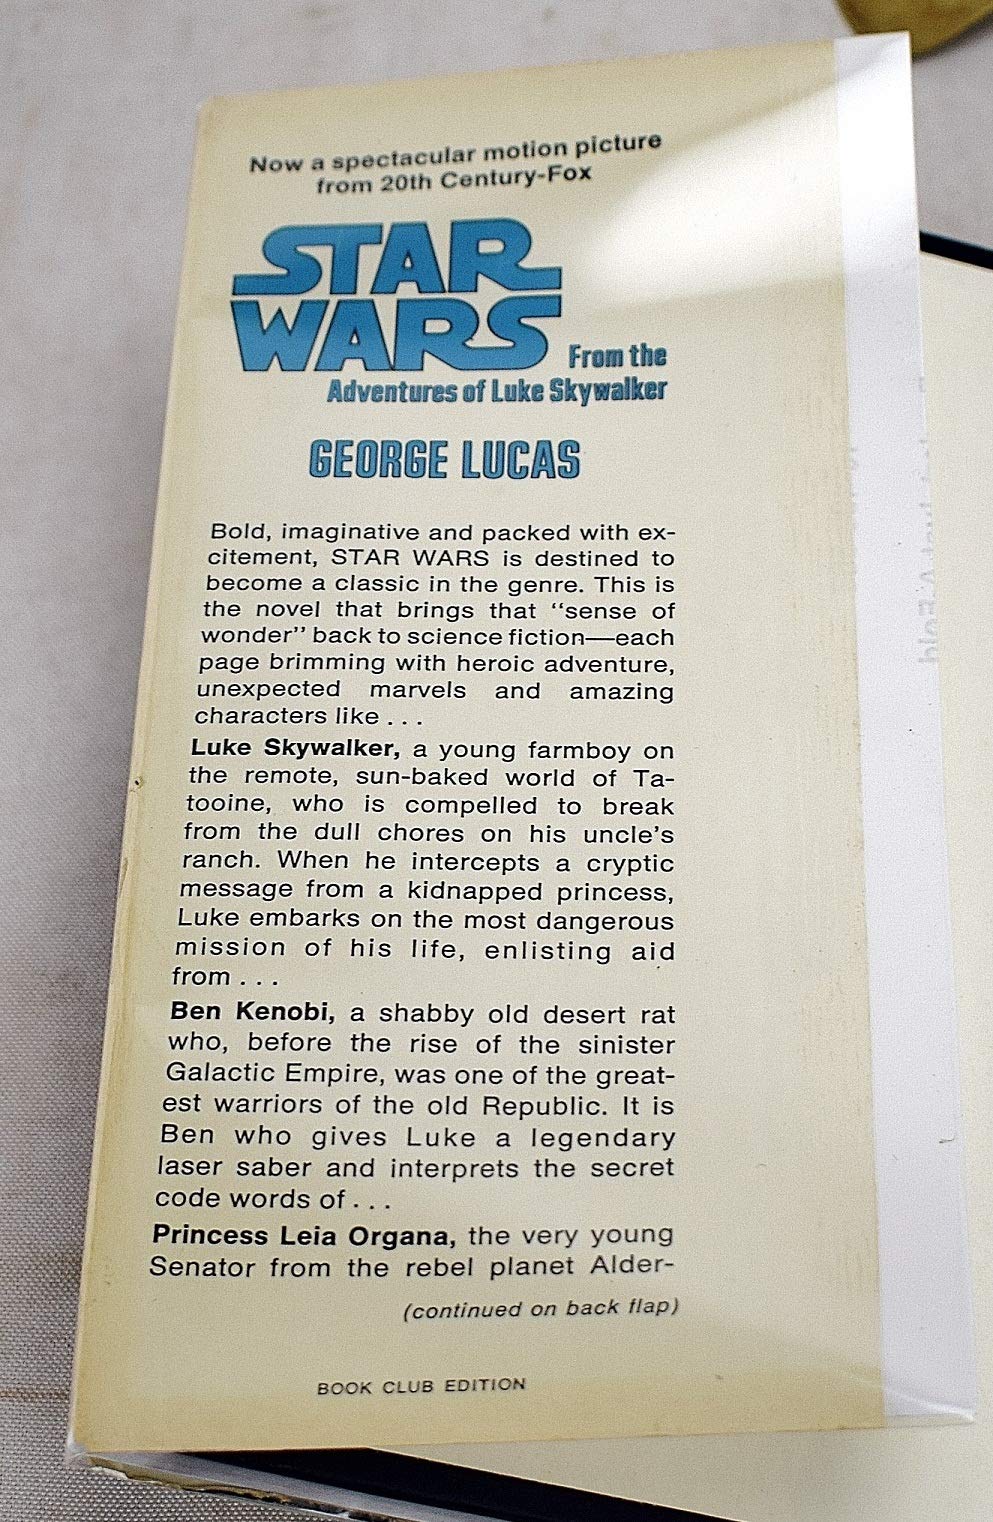 Now a spectacular motion picture
from 20th Century-Fox
STAR
WARS
From the
Adventures of Luke Skywalker
GEORGE LUCAS
Bold, imaginative and packed with ex-
citement, STAR WARS is destined to
become a classic in the genre. This is
the novel that brings that “sense of
wonder” back to science fiction—each
page brimming with heroic adventure,
unexpected marvels and amazing
characters like . . .
Luke Skywalker, a young farmboy on
the remote, sun-baked world of Ta-
tooine, who is compelled to break
from the dull chores on his uncle’s
ranch. When he intercepts a cryptic
message from a kidnapped princess,
Luke embarks on the most dangerous
mission of his life, enlisting aid
from . . .
Ben Kenobi, a shabby old desert rat
who, before the rise of the sinister
Galactic Empire, was one of the great-
est warriors of the old Republic. It is
Ben who gives Luke a legendary
laser saber and interprets the secret
code words of . . .
Princess Leia Organa, the very young
Senator from the rebel planet Alder-
(continued on back flap)
BOOK CLUB EDITION